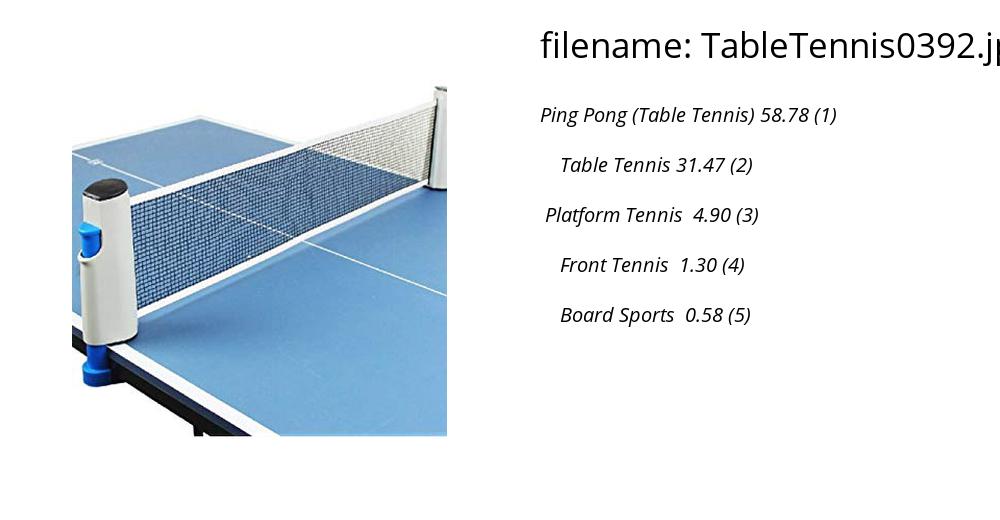 filename: TableTennis0392.jp
Ping Pong (Table Tennis) 58.78 (1)
Table Tennis 31.47 (2)
Platform Tennis 4.90 (3)
Front Tennis 1.30 (4)
Board Sports 0.58 (5)